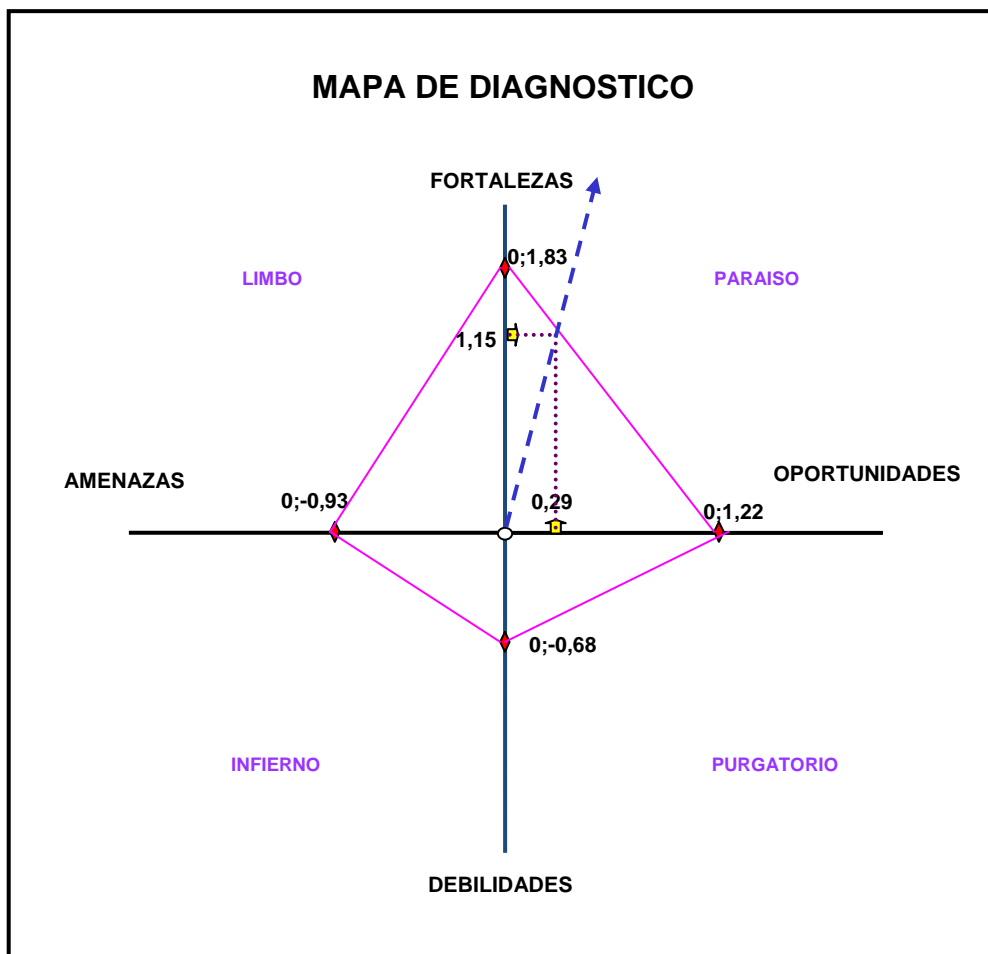 MAPA DE DIAGNOSTICO
FORTALEZAS
0;1,83
LIMBO
PARAISO
1,15
AMENAZAS
OPORTUNIDADES
0;-0,93
0,29
0;1,22
0;-0,68
INFIERNO
PURGATORIO
DEBILIDADES